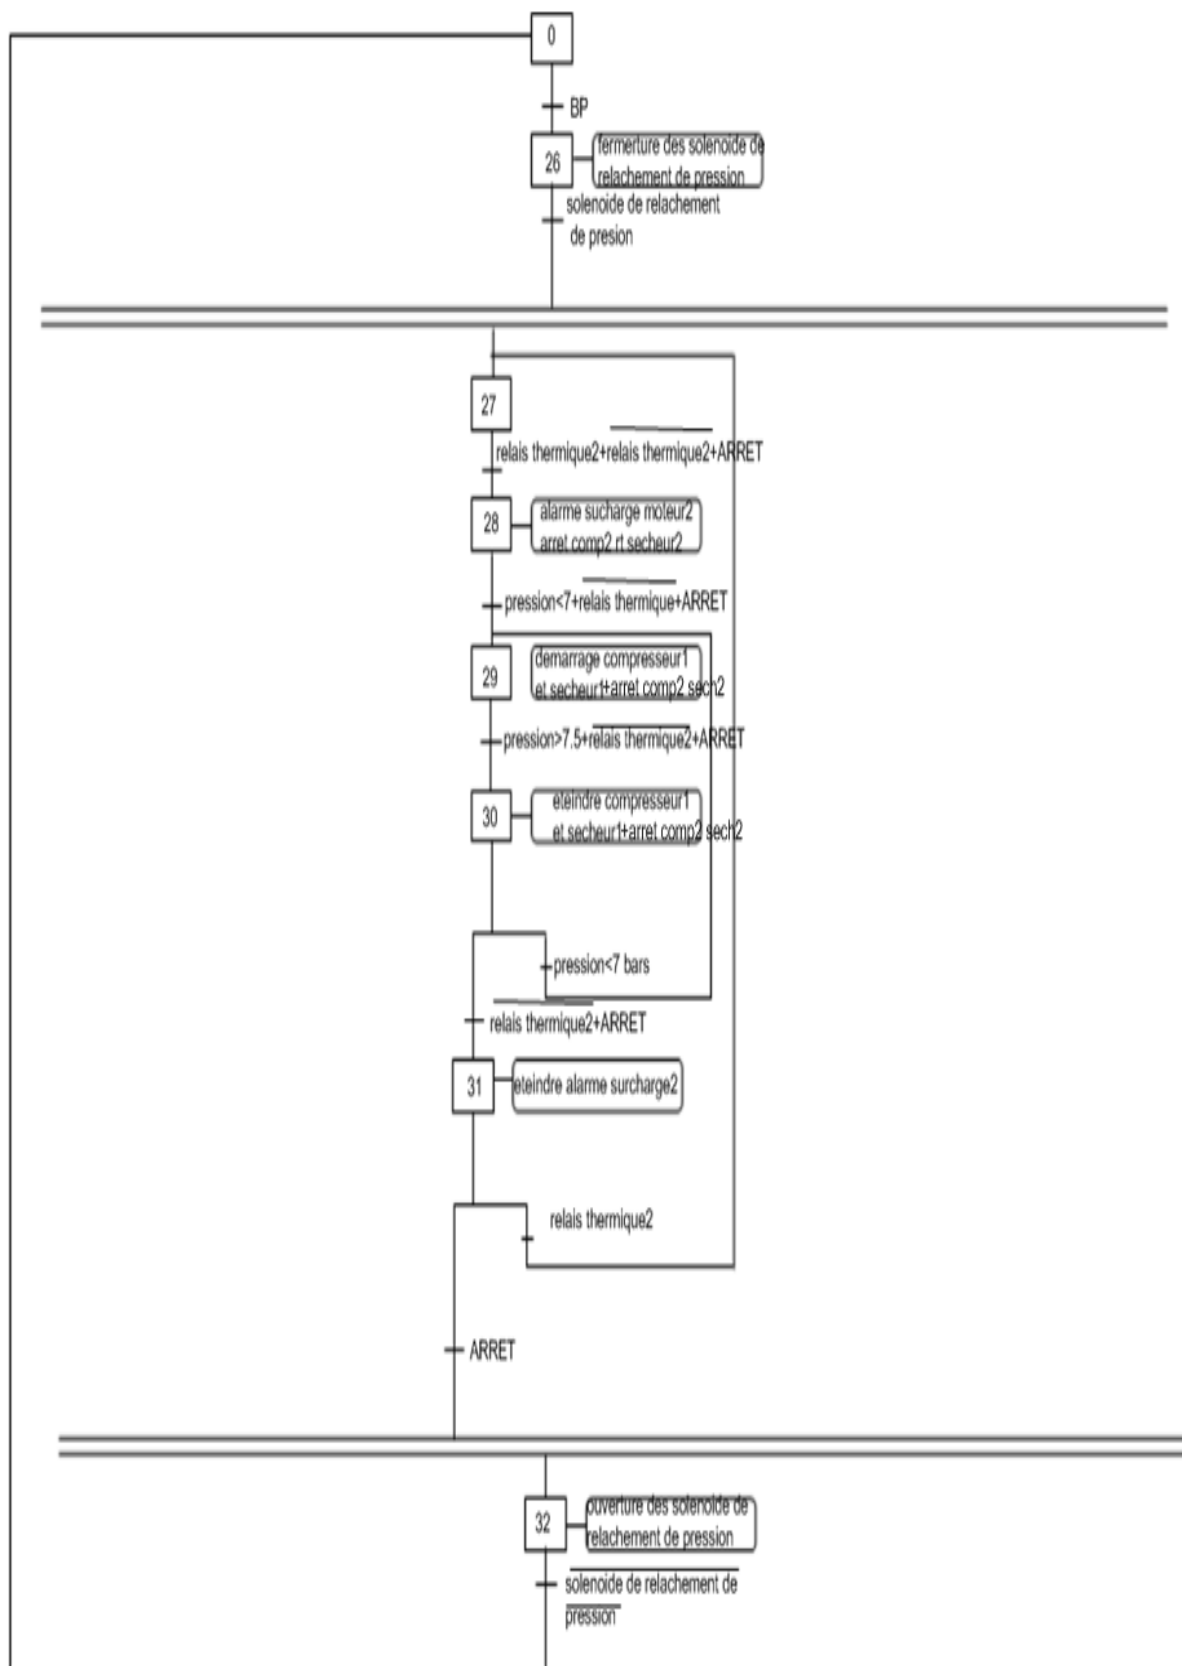 0
BP
26
fermerture des solenoide de
relachement de pression
solenoide de relachement
de presion
27
relais thermique2+relais thermique2+ARRET
28
alarme sucharge moteur2
arret comp2 rt secheur2
pression<7+relais thermique+ARRET
29
demarrage compresseur1
et secheur1+arret comp2 sech2
pression>7.5+relais thermique2+ARRET
30
eteindre compresseur1
et secheur1+arret comp2 sech2
pression<7 bars
relais thermique2+ARRET
31
eteindre alarme surcharge2
relais thermique2
ARRET
32
ouverture des solenoide de
relachement de pression
solenoide de relachement de
pression